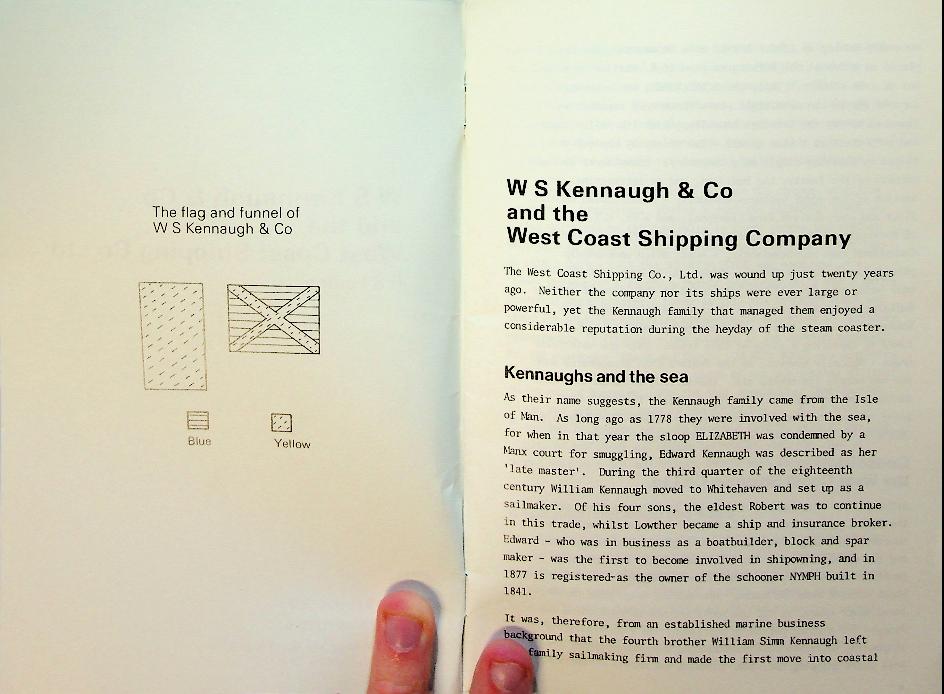 The flag and funnel of
W S Kennaugh & Co
Blue
Yellow
W S Kennaugh & Co
and the
West Coast Shipping Company
The West Coast Shipping Co., Ltd. was wound up just twenty years
ago. Neither the company nor its ships were ever large or
powerful, yet the Kennaugh family that managed them enjoyed a
considerable reputation during the heyday of the steam coaster.
Kennaughs and the sea
As their name suggests, the Kennaugh family came from the Isle
of Man. As long ago as 1778 they were involved with the sea,
for when in that year the sloop ELIZABETH was condemned by a
Manx court for smuggling, Edward Kennaugh was described as her
'late master'. During the third quarter of the eighteenth
century William Kennaugh moved to Whitehaven and set up as a
sailmaker. Of his four sons, the eldest Robert was to continue
in this trade, whilst Lowther became a ship and insurance broker.
Edward - who was in business as a boatbuilder, block and spar
maker - was the first to become involved in shipowning, and in
1877 is registered as the owner of the schooner NYMPH built in
1841.
It was, therefore, from an established marine business
background that the fourth brother William Simm Kennaugh left
family sailmaking firm and made the first move into coastal